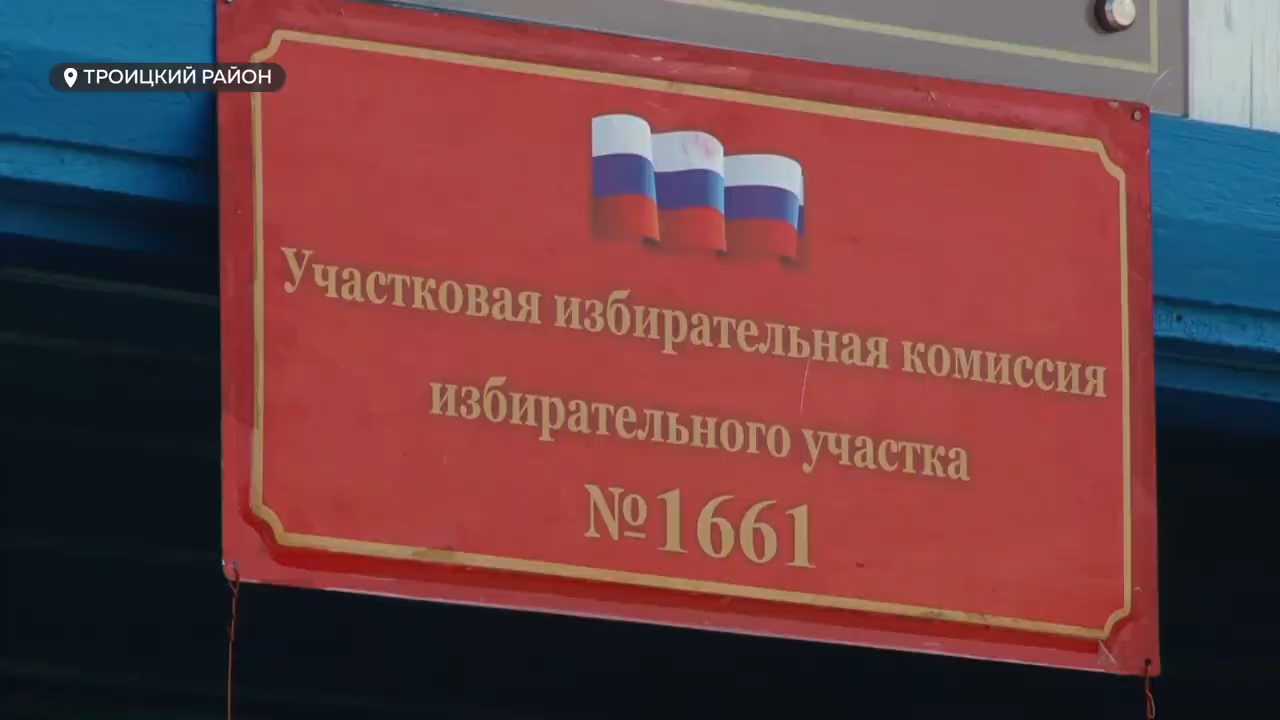 ТРОИЦКИЙ РАЙОН
Участковая избирательная комиссия
избирательного участка
№1661